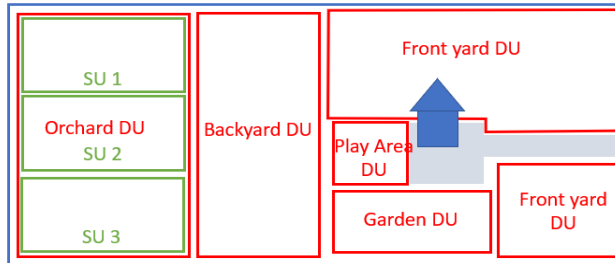 SU 1
Orchard DU
SU 2
SU 3
Backyard DU
Front yard DU
Play Area
DU
Garden DU
Front yard
DU